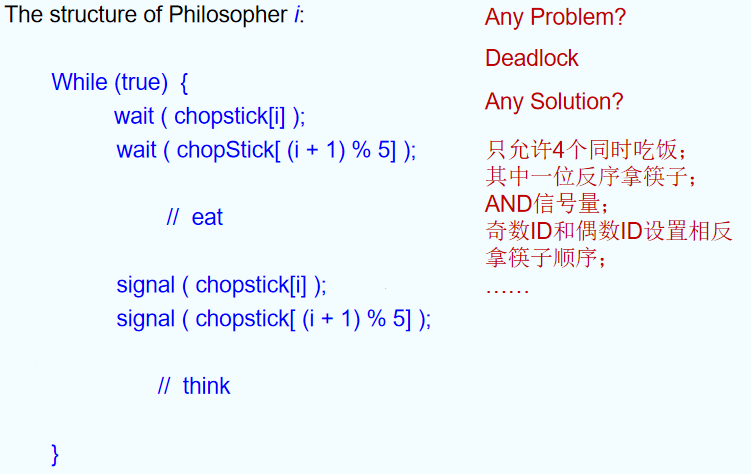 The structure of Philosopher i:
While (true) {
wait ( chopstick[i] );
wait ( chopStick[ (i + 1) % 5] );
// eat
signal ( chopstick[i] );
signal ( chopstick[ (i + 1) % 5] );
// think
}
Any Problem?
Deadlock
Any Solution?
只允许4个同时吃饭；
其中一位反序拿筷子；
AND信号量；
奇数ID和偶数ID设置相反
拿筷子顺序；
……